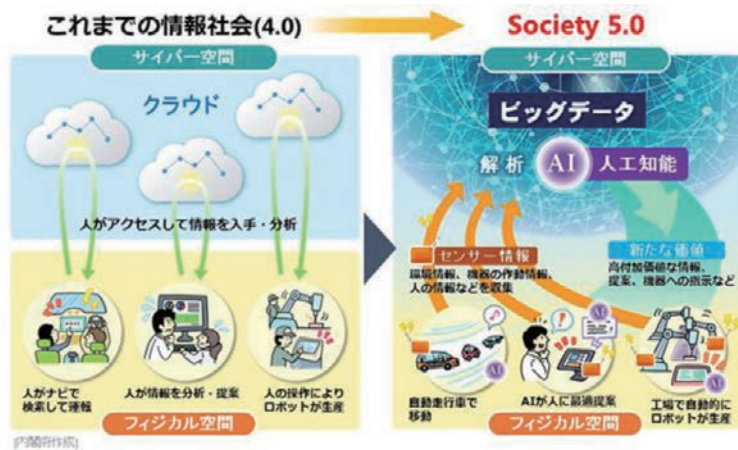 これまでの情報社会(4.0)
Society 5.0
サイバー空間
クラウド
人がアクセスして情報を入手・分析
人がナビで
検索して運転
人が情報を分析・提案
人の操作により
ロボットが生産
フィジカル空間
[内閣府作成]
サイバー空間
ビッグデータ
解析 AI 人工知能
センサー情報
環境情報、機器の作動情報、
人の情報などを収集
新たな価値
高付加価値な情報、
提案、機器への指示など
AI
AI
AI
自動走行車で
移動
AIが人に最適提案
工場で自動的に
ロボットが生産
フィジカル空間